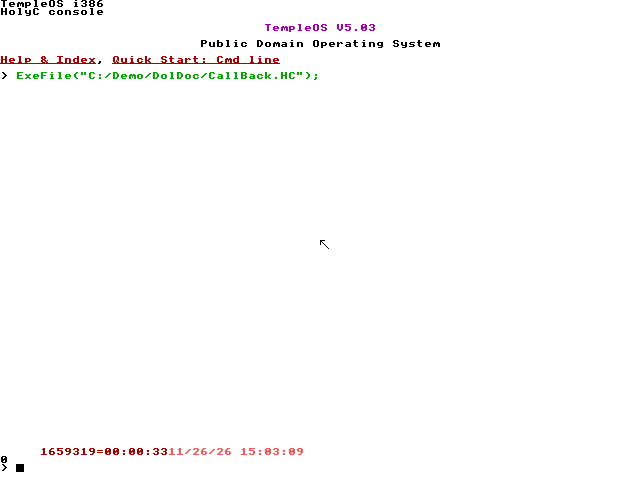 TempleOS i386
HolyC console
TempleOS V5.03
Public Domain Operating System
Help & Index, Quick Start: Cmd line
> ExeFile("C:/Demo/DolDoc/CallBack.HC");
1659319=00:00:3311/26/26 15:03:09
0
>